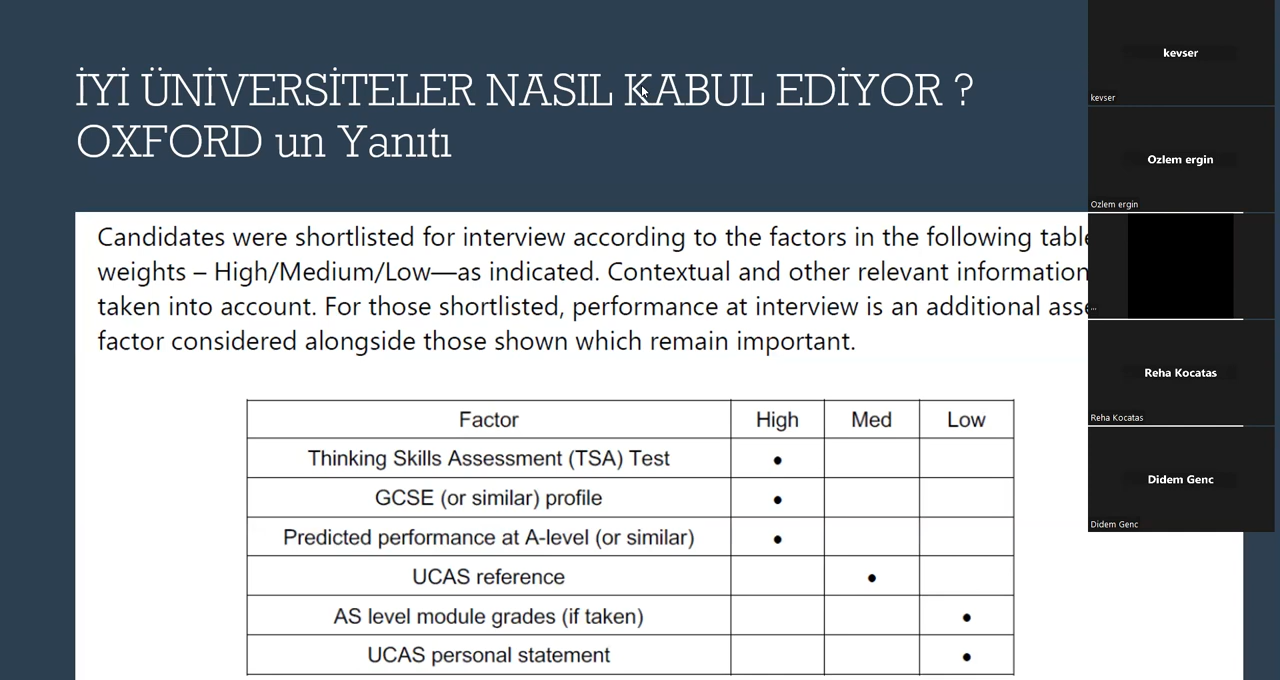 İYİ ÜNİVERSİTELER NASIL KABUL EDİYOR ?
OXFORD un Yanıtı
Candidates were shortlisted for interview according to the factors in the following table
weights – High/Medium/Low—as indicated. Contextual and other relevant information
taken into account. For those shortlisted, performance at interview is an additional
factor considered alongside those shown which remain important.
Factor High Med Low
Thinking Skills Assessment (TSA) Test •
GCSE (or similar) profile •
Predicted performance at A-level (or similar) •
UCAS reference •
AS level module grades (if taken) •
UCAS personal statement •
kevser
kevser
Ozlem ergin
Ozlem ergin
...
Reha Kocatas
Reha Kocatas
Didem Genc
Didem Genc